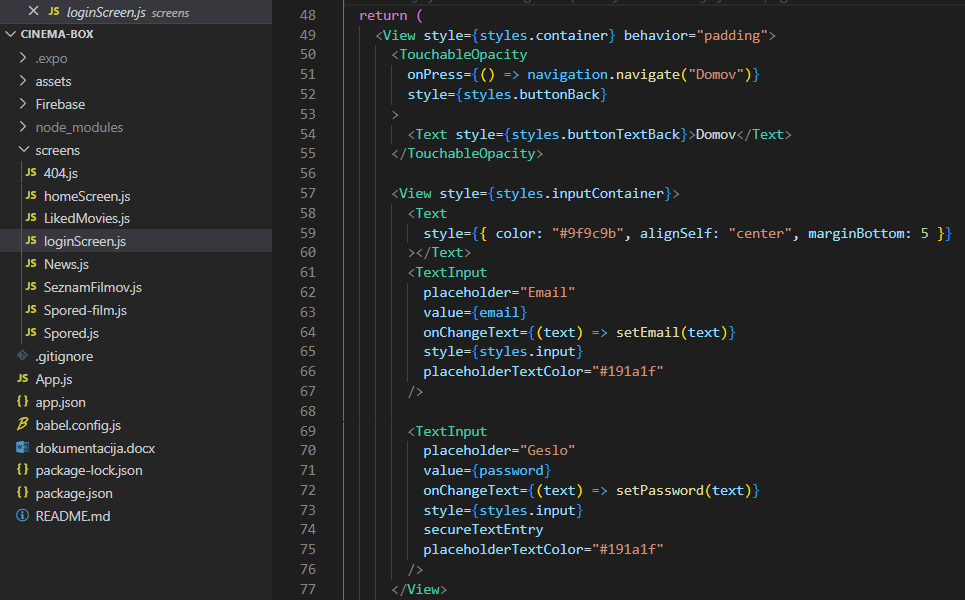 JS loginScreen.js screens
CINEMA-BOX
.expo
assets
Firebase
node_modules
screens
JS 404.js
JS homeScreen.js
JS LikedMovies.js
JS loginScreen.js
JS News.js
JS SeznamFilmov.js
JS Spored-film.js
JS Spored.js
.gitignore
JS App.js
{} app.json
babel.config.js
dokumentacija.docx
{} package-lock.json
{} package.json
README.md
48 return (
49 <View style={styles.container} behavior="padding">
50 <TouchableOpacity
51 onPress={() => navigation.navigate("Domov")}
52 style={styles.buttonBack}
53 >
54 <Text style={styles.buttonTextBack}>Domov</Text>
55 </TouchableOpacity>
56
57 <View style={styles.inputContainer}>
58 <Text
59 style={{ color: "#9f9c9b", alignSelf: "center", marginBottom: 5 }}
60 ></Text>
61 <TextInput
62 placeholder="Email"
63 value={email}
64 onChangeText={(text) => setEmail(text)}
65 style={styles.input}
66 placeholderTextColor="#191a1f"
67 />
68
69 <TextInput
70 placeholder="Geslo"
71 value={password}
72 onChangeText={(text) => setPassword(text)}
73 style={styles.input}
74 secureTextEntry
75 placeholderTextColor="#191a1f"
76 />
77 </View>